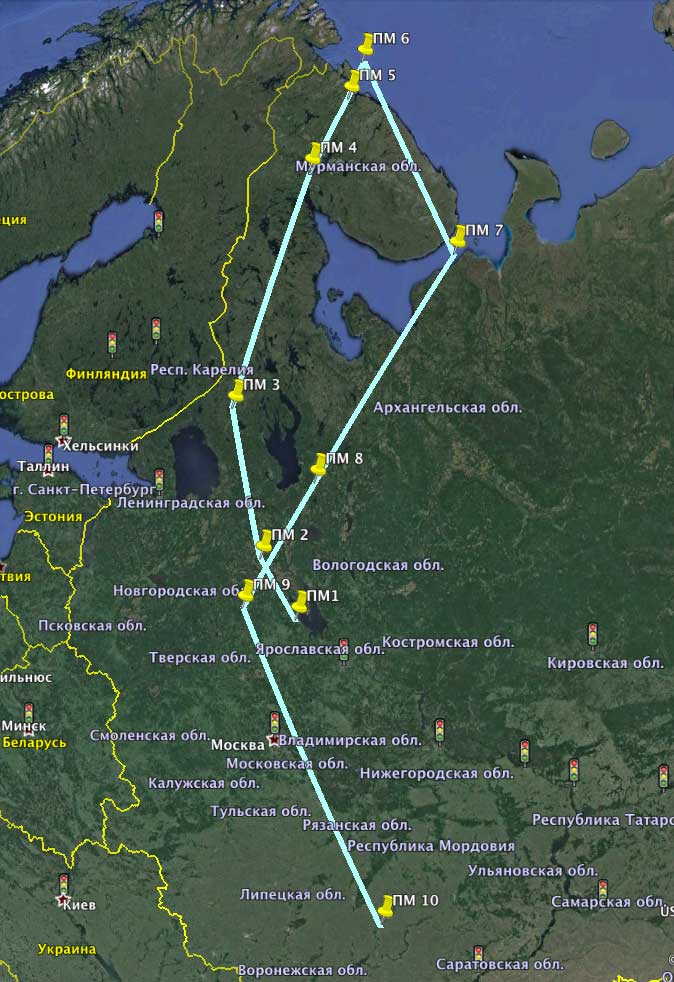 ПМ 6
ПМ 5
ПМ 4
Мурманская обл.
ция
ПМ 7
Респ. Карелия
Финляндия
ПМ 3
острова
Архангельская обл.
Хельсинки
ПМ 8
Таллин
г. Санкт-Петербург
Ленинградская обл.
Эстония
ПМ 2
Вологодская обл.
твия
Новгородская об
ПМ 9
ПМ1
Псковская обл.
Ярославская обл.
Костромская обл.
Тверская обл.
Кировская обл.
ильнюс
Минск
Смоленская обл.
Беларусь
Москва
Владимирская обл.
Московская обл.
Нижегородская обл.
Калужская обл.
Тульская обл.
Рязанская обл.
Республика Татарс
Республика Мордовия
Ульяновская обл.
Липецкая обл.
ПМ 10
Самарская обл.
Киев
US
Украина
Воронежская обл.
Саратовская обл.